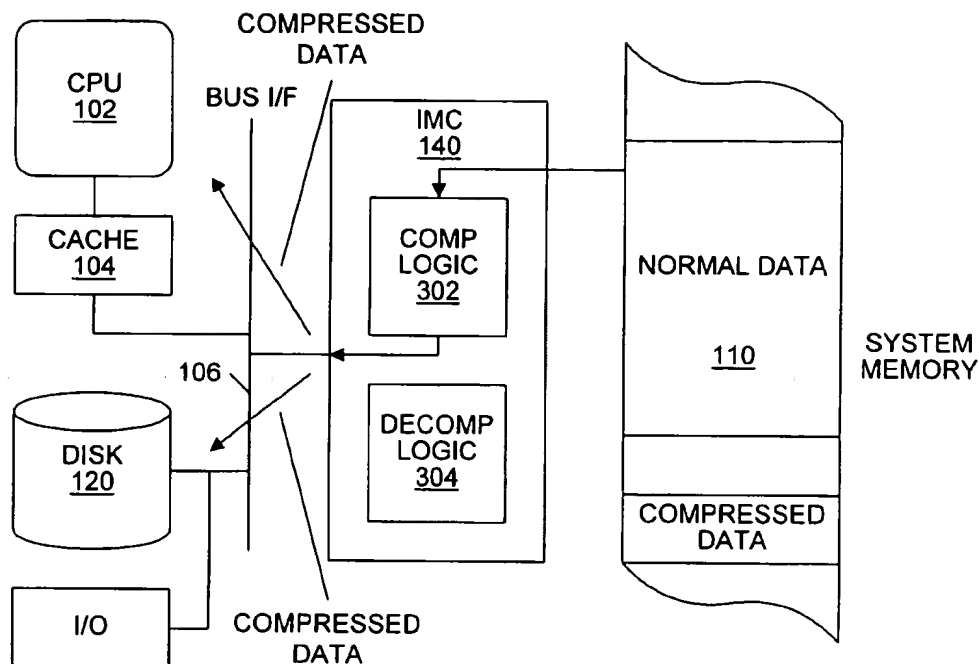 COMPRESSED
DATA
CPU
102
BUS I/F
IMC
140
CACHE
104
COMP
LOGIC
302
NORMAL DATA
110
SYSTEM
MEMORY
106
DISK
120
DECOMP
LOGIC
304
COMPRESSED
DATA
I/O
COMPRESSED
DATA